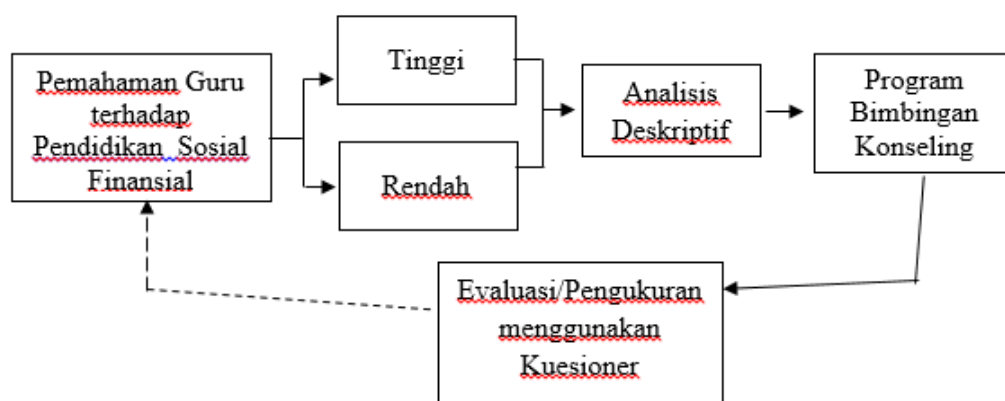 Pemahaman Guru
terhadap
Pendidikan Sosial
Finansial
Tinggi
Rendah
Analisis
Deskriptif
Program
Bimbingan
Konseling
Evaluasi/Pengukuran
menggunakan
Kuesioner